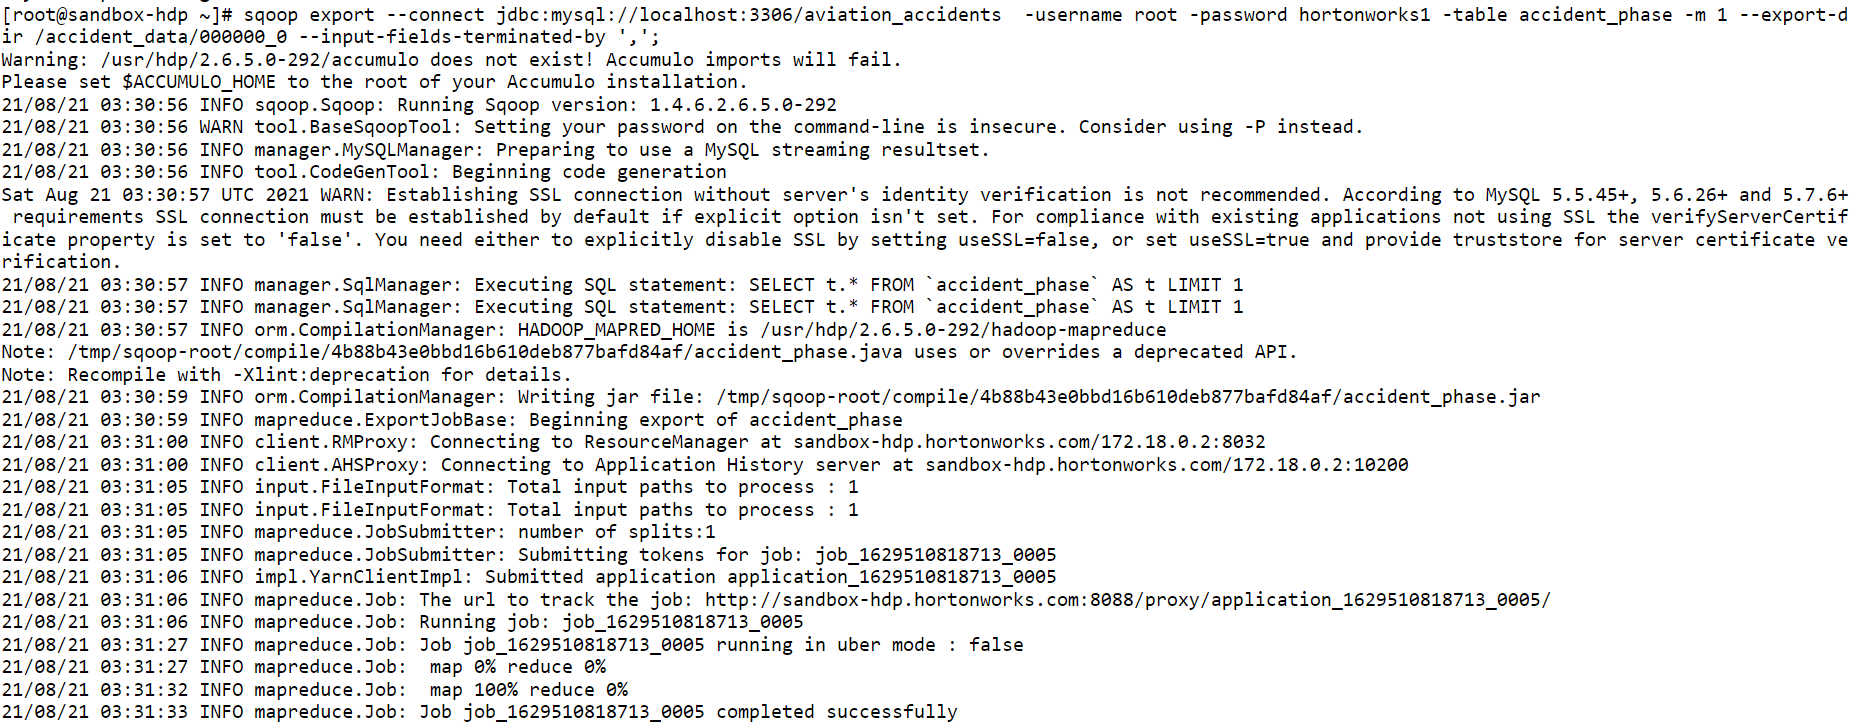 [root@sandbox-hdp ~]# sqoop export --connect jdbc:mysql://localhost:3306/aviation_accidents  -username root -password hortonworks1 -table accident_phase -m 1 --export-d
ir /accident_data/000000_0 --input-fields-terminated-by ',';
Warning: /usr/hdp/2.6.5.0-292/accumulo does not exist! Accumulo imports will fail.
Please set $ACCUMULO_HOME to the root of your Accumulo installation.
21/08/21 03:30:56 INFO sqoop.Sqoop: Running Sqoop version: 1.4.6.2.6.5.0-292
21/08/21 03:30:56 WARN tool.BaseSqoopTool: Setting your password on the command-line is insecure. Consider using -P instead.
21/08/21 03:30:56 INFO manager.MySQLManager: Preparing to use a MySQL streaming resultset.
21/08/21 03:30:56 INFO tool.CodeGenTool: Beginning code generation
Sat Aug 21 03:30:57 UTC 2021 WARN: Establishing SSL connection without server's identity verification is not recommended. According to MySQL 5.5.45+, 5.6.26+ and 5.7.6+
 requirements SSL connection must be established by default if explicit option isn't set. For compliance with existing applications not using SSL the verifyServerCertif
icate property is set to 'false'. You need either to explicitly disable SSL by setting useSSL=false, or set useSSL=true and provide truststore for server certificate ve
rification.
21/08/21 03:30:57 INFO manager.SqlManager: Executing SQL statement: SELECT t.* FROM `accident_phase` AS t LIMIT 1
21/08/21 03:30:57 INFO manager.SqlManager: Executing SQL statement: SELECT t.* FROM `accident_phase` AS t LIMIT 1
21/08/21 03:30:57 INFO orm.CompilationManager: HADOOP_MAPRED_HOME is /usr/hdp/2.6.5.0-292/hadoop-mapreduce
Note: /tmp/sqoop-root/compile/4b88b43e0bbd16b610deb877bafd84af/accident_phase.java uses or overrides a deprecated API.
Note: Recompile with -Xlint:deprecation for details.
21/08/21 03:30:59 INFO orm.CompilationManager: Writing jar file: /tmp/sqoop-root/compile/4b88b43e0bbd16b610deb877bafd84af/accident_phase.jar
21/08/21 03:30:59 INFO mapreduce.ExportJobBase: Beginning export of accident_phase
21/08/21 03:31:00 INFO client.RMProxy: Connecting to ResourceManager at sandbox-hdp.hortonworks.com/172.18.0.2:8032
21/08/21 03:31:00 INFO client.AHSProxy: Connecting to Application History server at sandbox-hdp.hortonworks.com/172.18.0.2:10200
21/08/21 03:31:05 INFO input.FileInputFormat: Total input paths to process : 1
21/08/21 03:31:05 INFO input.FileInputFormat: Total input paths to process : 1
21/08/21 03:31:05 INFO mapreduce.JobSubmitter: number of splits:1
21/08/21 03:31:05 INFO mapreduce.JobSubmitter: Submitting tokens for job: job_1629510818713_0005
21/08/21 03:31:06 INFO impl.YarnClientImpl: Submitted application application_1629510818713_0005
21/08/21 03:31:06 INFO mapreduce.Job: The url to track the job: http://sandbox-hdp.hortonworks.com:8088/proxy/application_1629510818713_0005/
21/08/21 03:31:06 INFO mapreduce.Job: Running job: job_1629510818713_0005
21/08/21 03:31:27 INFO mapreduce.Job: Job job_1629510818713_0005 running in uber mode : false
21/08/21 03:31:27 INFO mapreduce.Job:  map 0% reduce 0%
21/08/21 03:31:32 INFO mapreduce.Job:  map 100% reduce 0%
21/08/21 03:31:33 INFO mapreduce.Job: Job job_1629510818713_0005 completed successfully